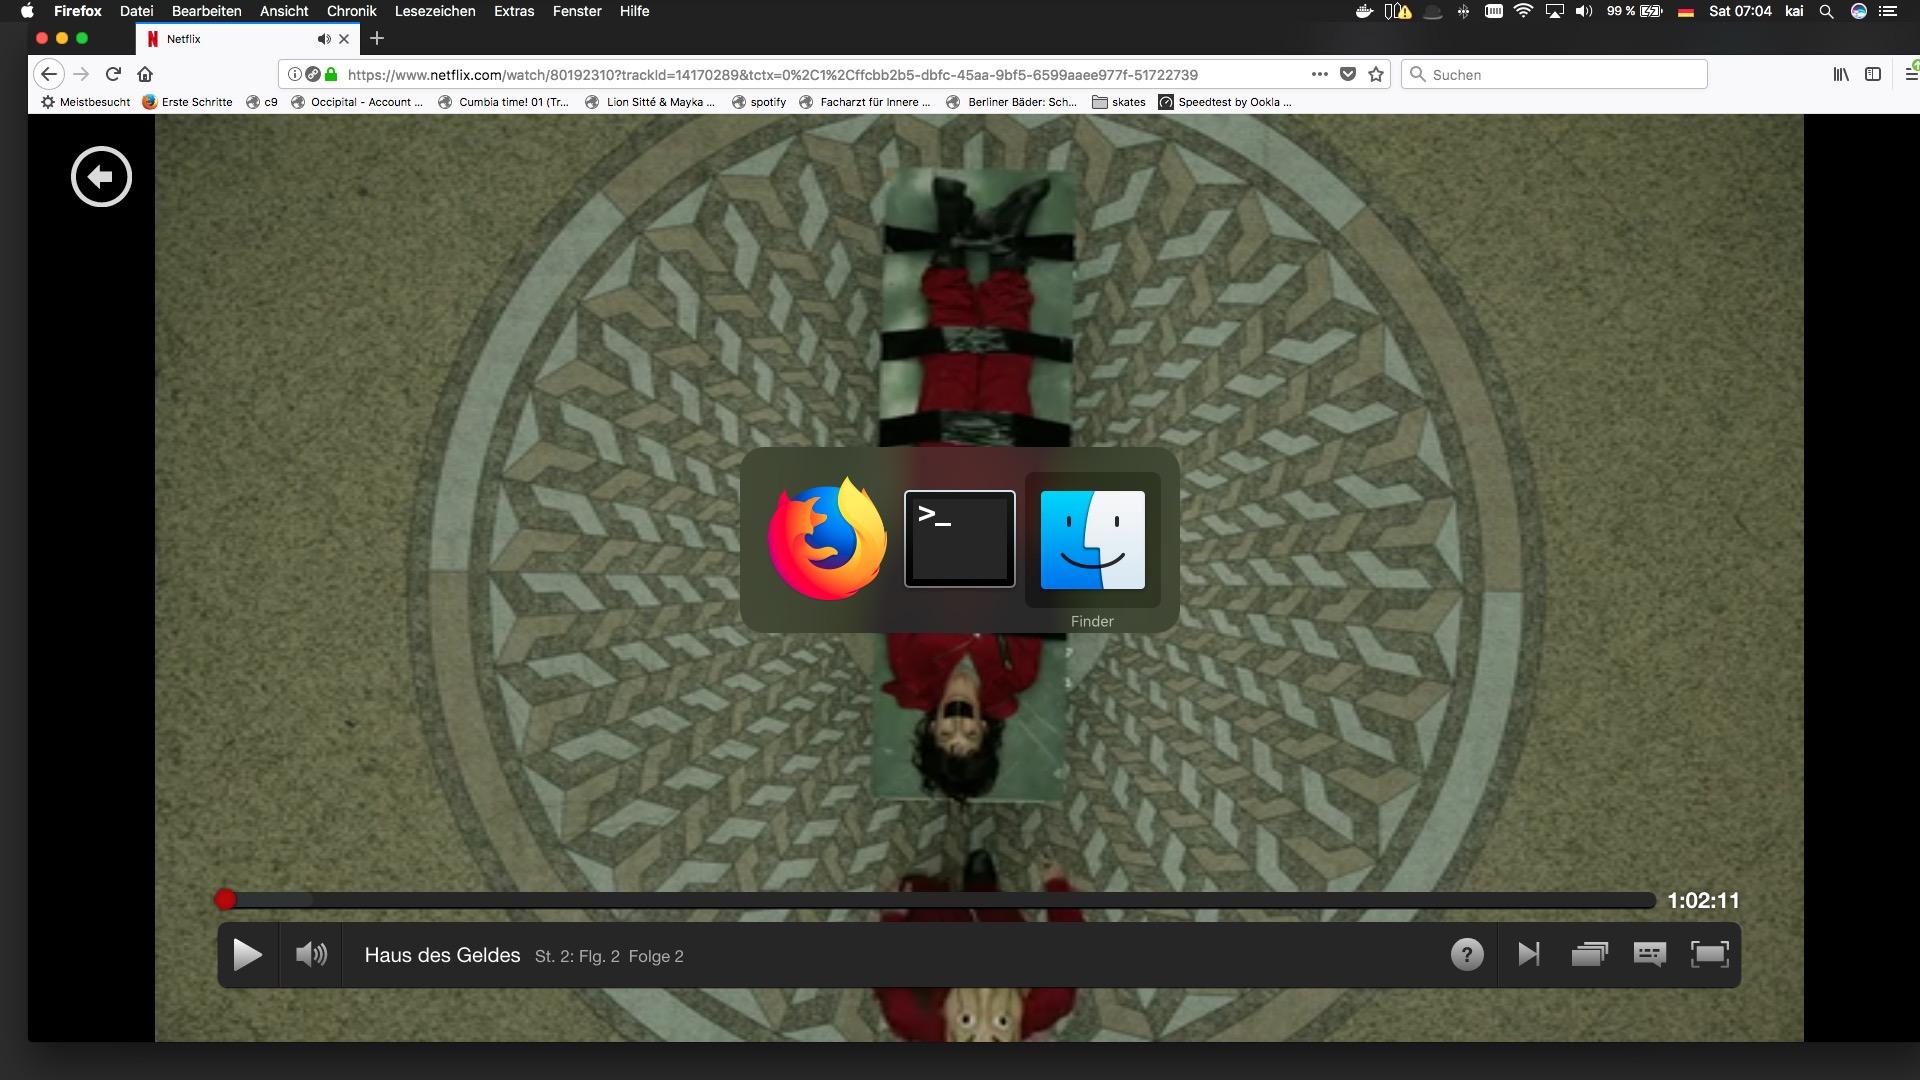 Firefox Datei Bearbeiten Ansicht Chronik Lesezeichen Extras Fenster Hilfe 99 % Sat 07:04 kai
Netflix
https://www.netflix.com/watch/80192310?trackId=14170289&tctx=0%2C1%2Cffcbb2b5-dbfc-45aa-9bf5-6599aaee977f-51722739 Suchen
Meistbesucht Erste Schritte c9 Occipital - Account ... Cumbia time! 01 (Tr... Lion Sitté & Mayka ... spotify Facharzt für Innere ... Berliner Bäder: Sch... skates Speedtest by Ookla ...
>_
Finder
1:02:11
Haus des Geldes St. 2: Flg. 2 Folge 2 ?